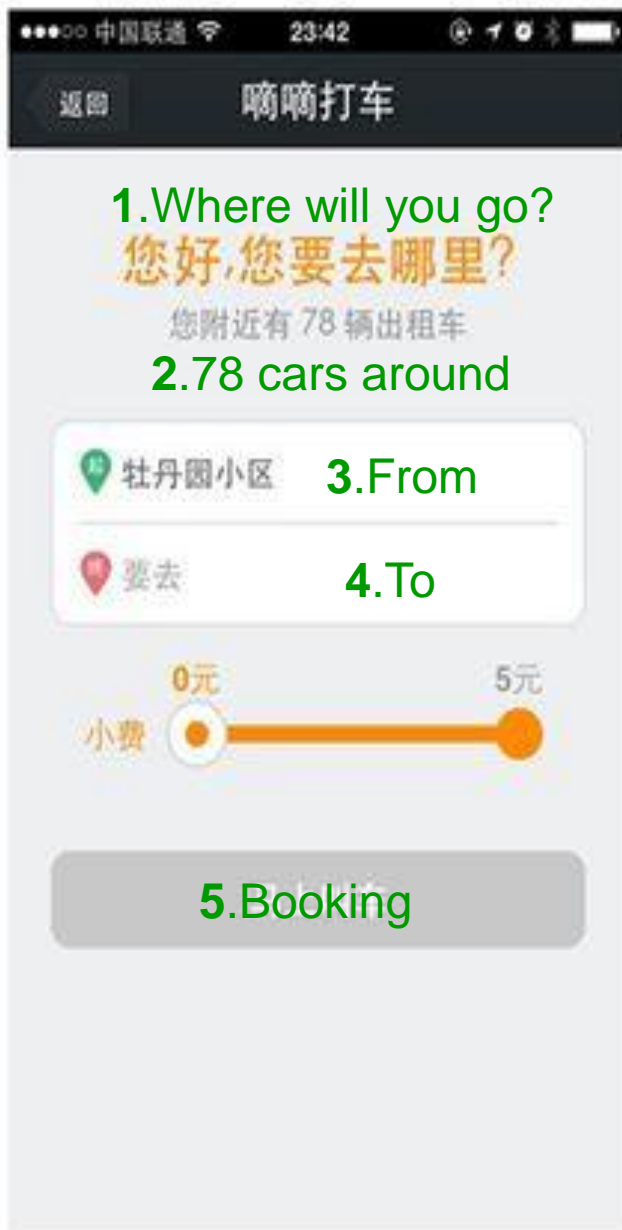 中国联通 23:42
返回 嘀嘀打车
1.Where will you go?
您好,您要去哪里?
您附近有 78 辆出租车
2.78 cars around
牡丹园小区 3.From
要去 4.To
0元 5元
小费
5.Booking